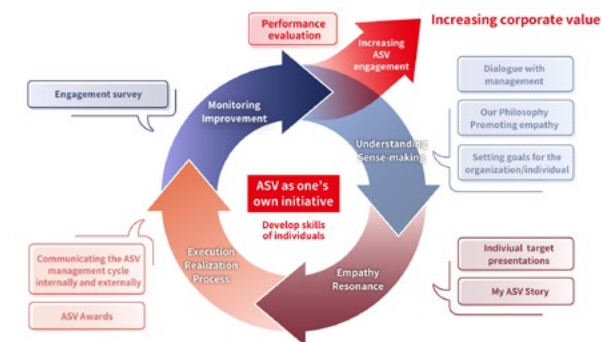 Performance
evaluation
Increasing corporate value
Increasing
ASV
engagement
Engagement survey
Monitoring
Improvement
Dialogue with
management
Our Philosophy
Promoting empathy
Setting goals for the
organization/individual
Understanding
Sense-making
ASV as one's
own initiative
Develop skills
of individuals
Execution
Realization
Process
Empathy
Resonance
Communicating the ASV
management cycle
internally and externally
ASV Awards
Indiviual target
presentations
My ASV Story